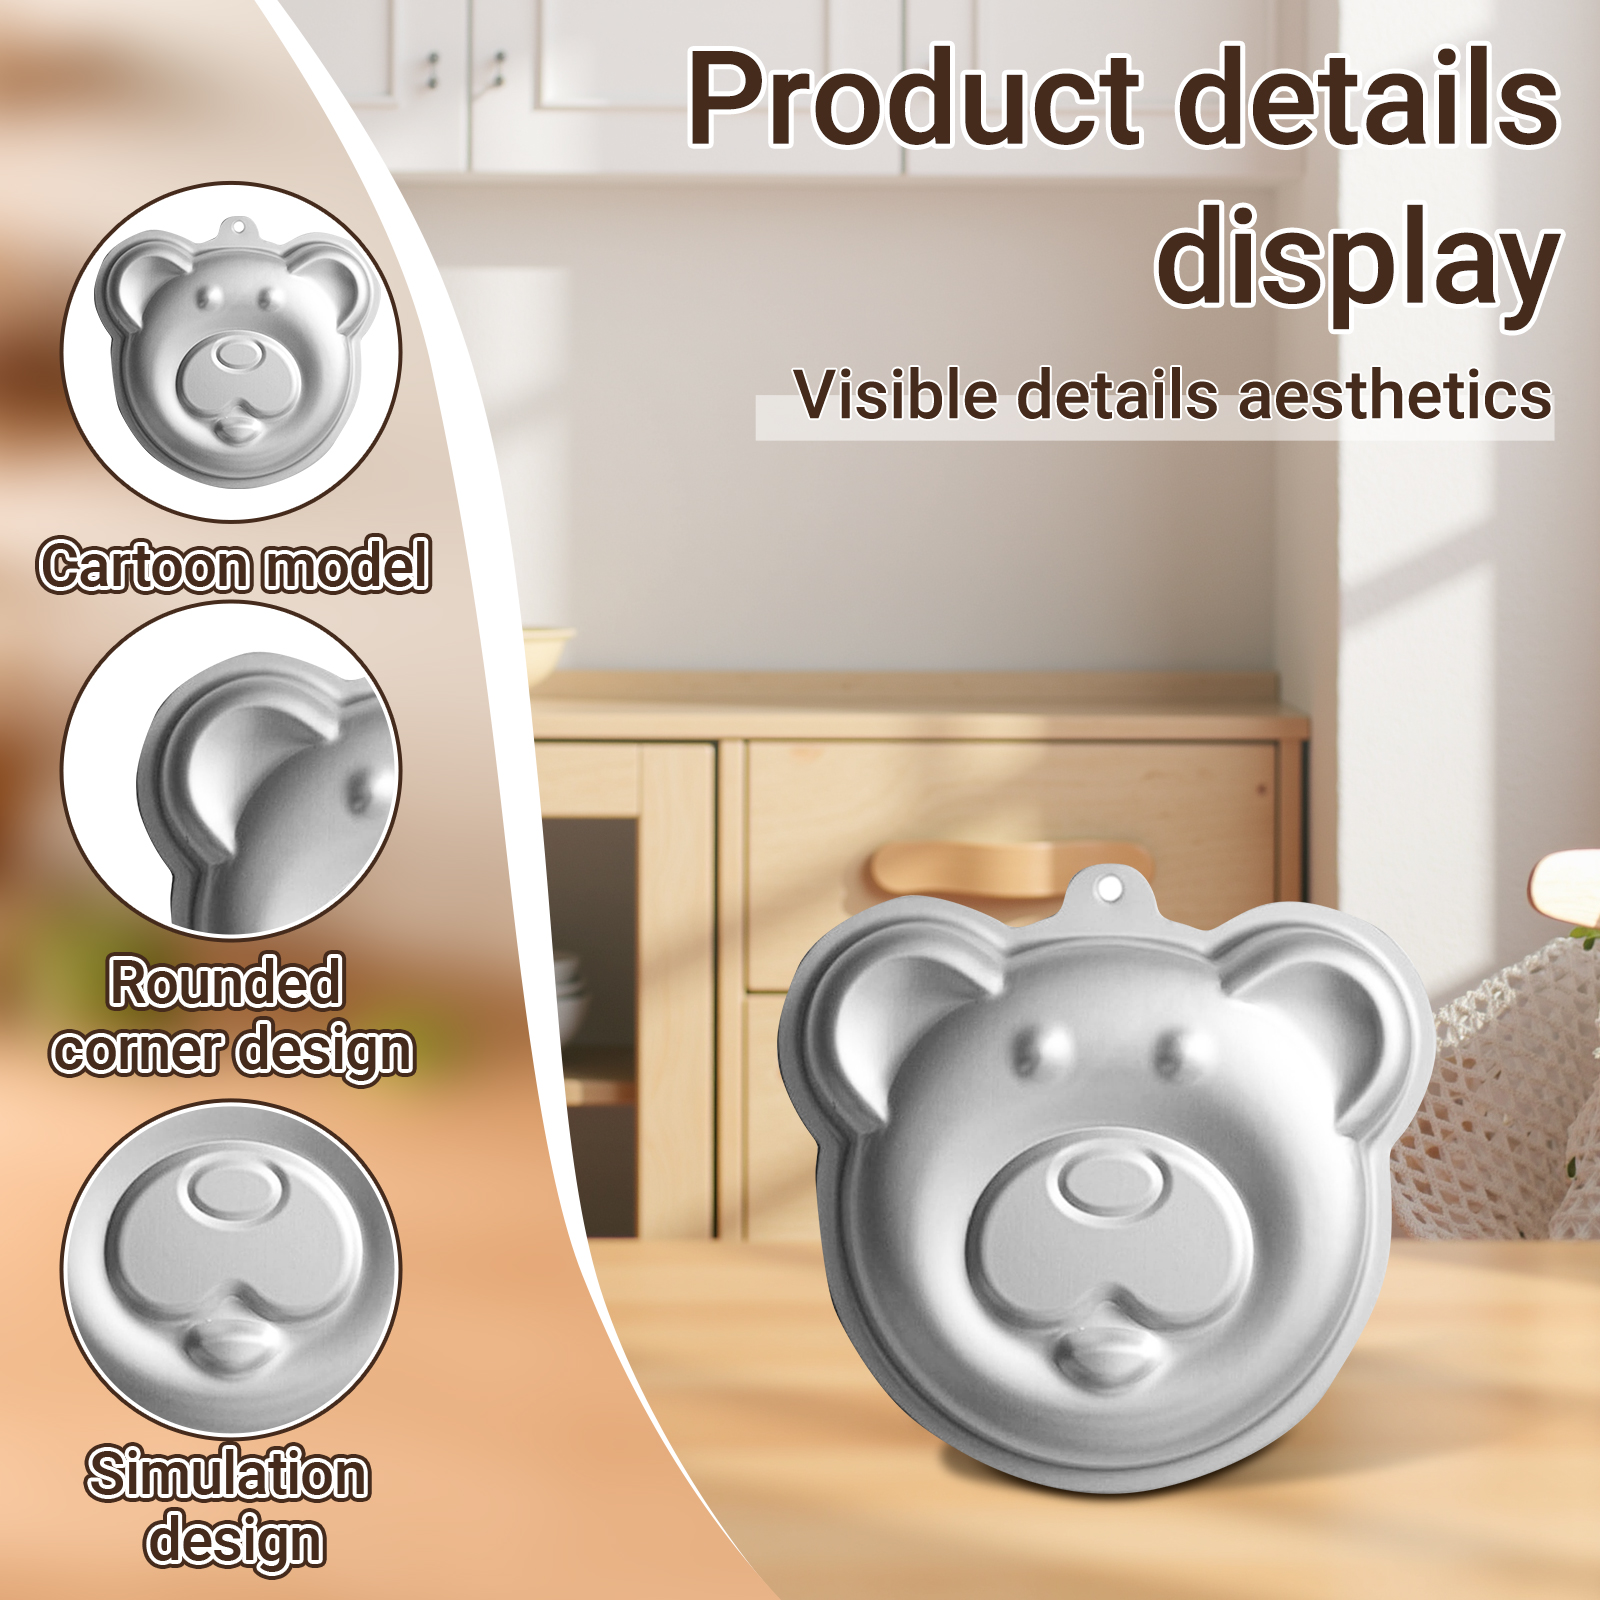 Product details
display
Visible details aesthetics
Cartoon model
Rounded
corner design
Simulation
design